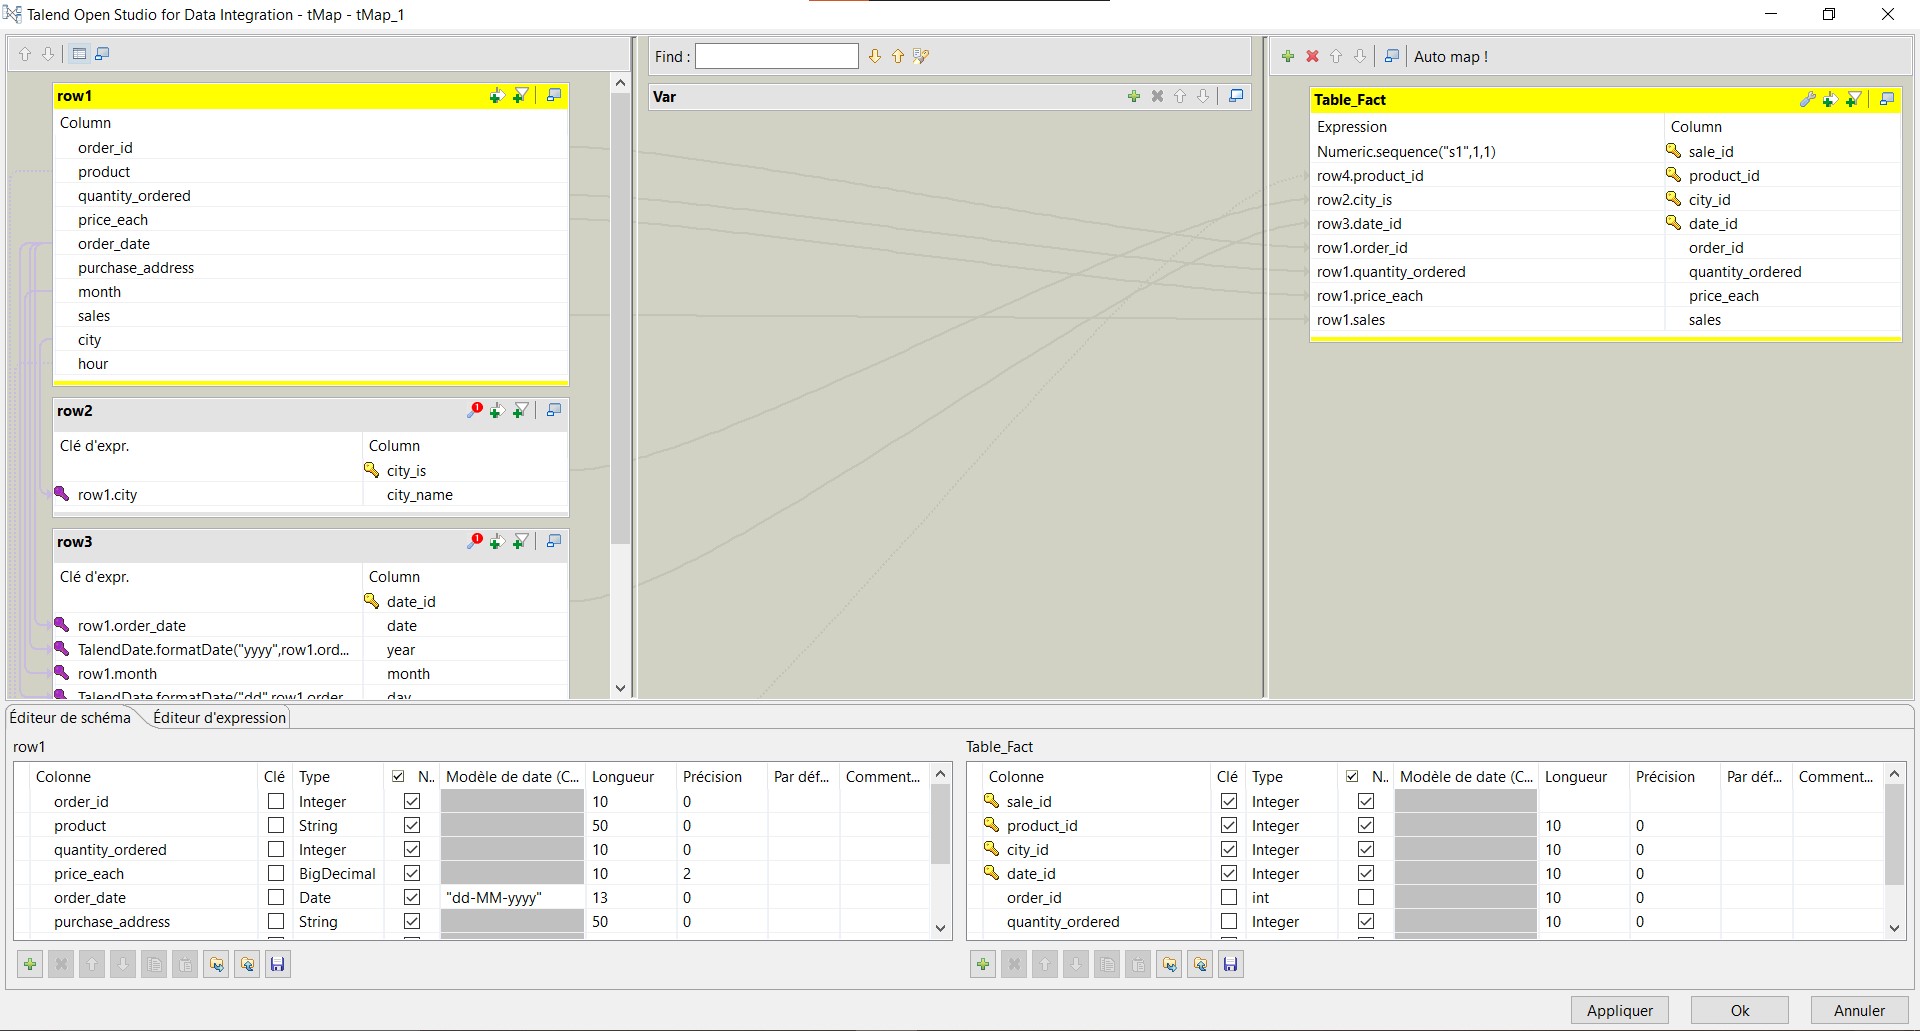 Talend Open Studio for Data Integration - tMap - tMap_1
row1
Column
order_id
product
quantity_ordered
price_each
order_date
purchase_address
month
sales
city
hour
row2
Clé d'expr. Column
city_is
row1.city city_name
row3
Clé d'expr. Column
date_id
row1.order_date date
TalendDate.formatDate("yyyy",row1.ord... year
row1.month month
TalendDate.formatDate("dd",row1.order day
Find :
Var
Auto map !
Table_Fact
Expression Column
Numeric.sequence("s1",1,1) sale_id
row4.product_id product_id
row2.city_is city_id
row3.date_id date_id
row1.order_id order_id
row1.quantity_ordered quantity_ordered
row1.price_each price_each
row1.sales sales
Éditeur de schéma Éditeur d'expression
row1
Colonne Clé Type N.. Modèle de date (C... Longueur Précision Par déf... Comment...
order_id Integer 10 0
product String 50 0
quantity_ordered Integer 10 0
price_each BigDecimal 10 2
order_date Date "dd-MM-yyyy" 13 0
purchase_address String 50 0
Table_Fact
Colonne Clé Type N.. Modèle de date (C... Longueur Précision Par déf... Comment...
sale_id Integer
product_id Integer 10 0
city_id Integer 10 0
date_id Integer 10 0
order_id int 10 0
quantity_ordered Integer 10 0
Appliquer Ok Annuler